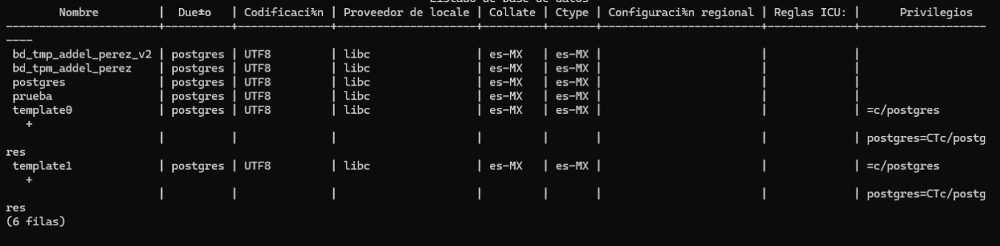 Listado de base de datos
Nombre | Due±o | Codificaci¾n | Proveedor de locale | Collate | Ctype | Configuraci¾n regional | Reglas ICU: | Privilegios
-----------------------+----------+--------------+---------------------+---------+-------+------------------------+-------------+-------------------
----
bd_tmp_addel_perez_v2 | postgres | UTF8 | libc | es-MX | es-MX | | |
bd_tpm_addel_perez | postgres | UTF8 | libc | es-MX | es-MX | | |
postgres | postgres | UTF8 | libc | es-MX | es-MX | | |
prueba | postgres | UTF8 | libc | es-MX | es-MX | | |
template0 | postgres | UTF8 | libc | es-MX | es-MX | | | =c/postgres
+
| | | | | | | | postgres=CTc/postg
res
template1 | postgres | UTF8 | libc | es-MX | es-MX | | | =c/postgres
+
| | | | | | | | postgres=CTc/postg
res
(6 filas)